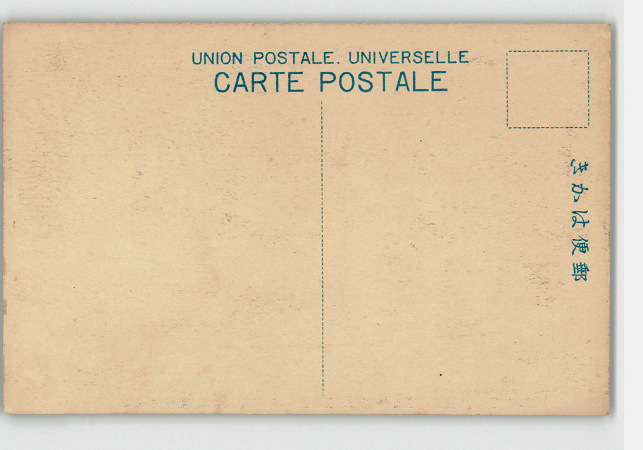 UNION POSTALE. UNIVERSELLE
CARTE POSTALE
郵便はかき